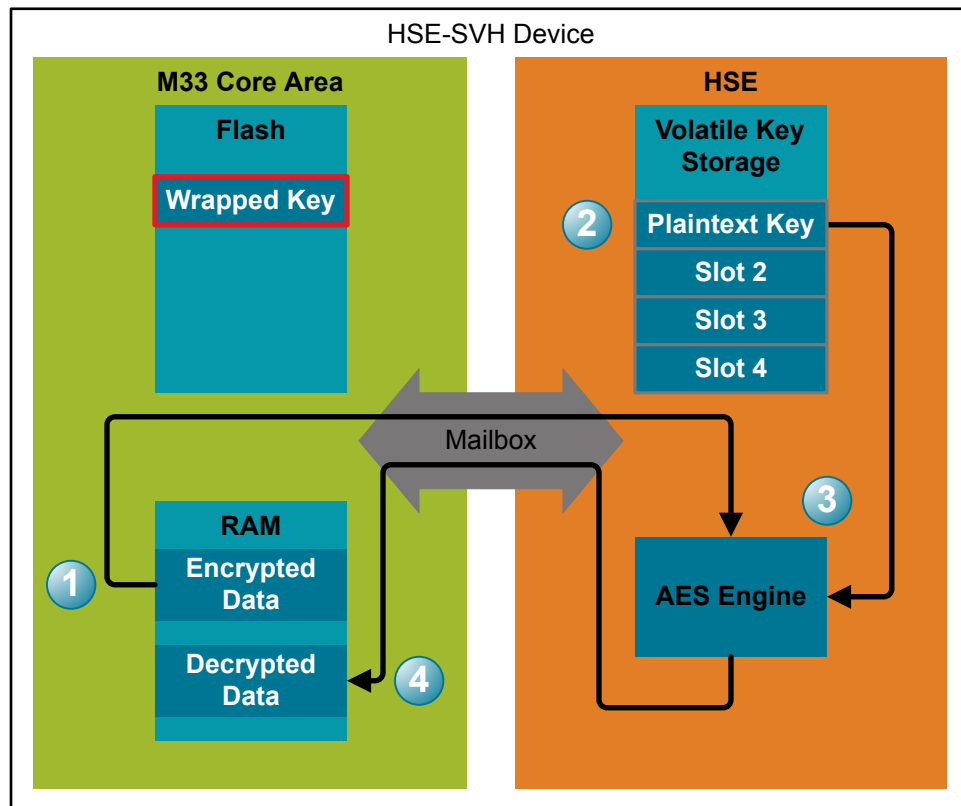 HSE-SVH Device
M33 Core Area
Flash
Wrapped Key
HSE
Volatile Key
Storage
2
Plaintext Key
Slot 2
Slot 3
Slot 4
Mailbox
3
RAM
1
Encrypted
Data
AES Engine
Decrypted
Data
4